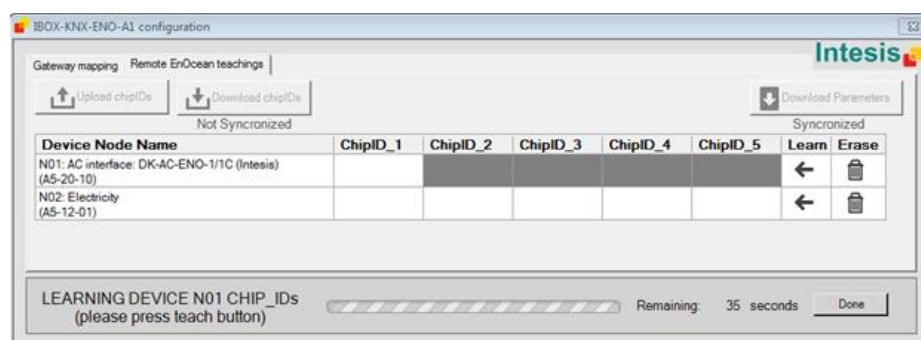 IBOX-KNX-ENO-A1 configuration
Intesis
Gateway mapping Remote EnOcean teachings
Upload chipIDs Download chipIDs Download Parameters
Not Syncronized Syncronized
Device Node Name ChipID_1 ChipID_2 ChipID_3 ChipID_4 ChipID_5 Learn Erase
N01: AC interface: DK-AC-ENO-1/1C (Intesis)
(A5-20-10)
N02: Electricity
(A5-12-01)
LEARNING DEVICE N01 CHIP_IDs
(please press teach button)
Remaining: 35 seconds Done